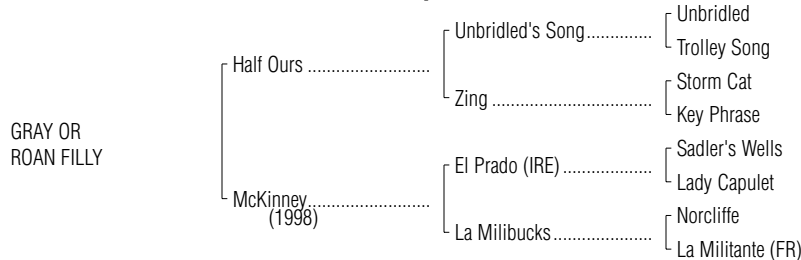 Unbridled
Unbridled's Song..............
Trolley Song
Half Ours ..........................
Storm Cat
Zing ................................
Key Phrase
GRAY OR
ROAN FILLY
Sadler's Wells
El Prado (IRE) ...................
Lady Capulet
McKinney..........................
(1998)
Norcliffe
La Milibucks.....................
La Militante (FR)